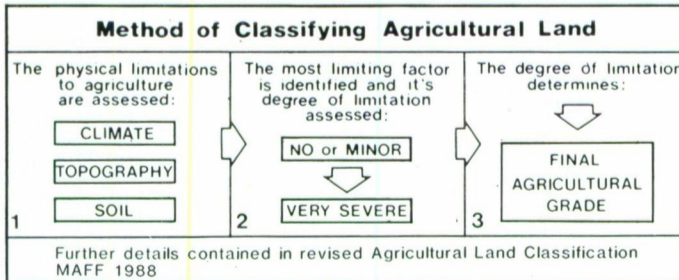 Method of Classifying Agricultural Land
The physical limitations
to agriculture
are assessed:
CLIMATE
TOPOGRAPHY
SOIL
1
The most limiting factor
is identified and it's
degree of limitation
assessed:
NO or MINOR
VERY SEVERE
2
The degree of limitation
determines:
FINAL
AGRICULTURAL
GRADE
3
Further details contained in revised Agricultural Land Classification
MAFF 1988